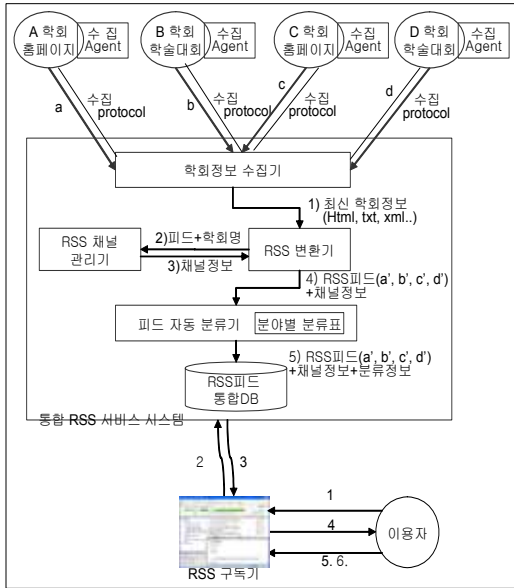 A 학회
홈페이지
수 집
Agent
B 학회
학술대회
수 집
Agent
C 학회
홈페이지
수 집
Agent
D 학회
학술대회
수 집
Agent
a
수집
protocol
b
수집
protocol
c
수집
protocol
d
수집
protocol
학회정보 수집기
1) 최신 학회정보
(Html, txt, xml..)
RSS 채널
관리기
2)피드+학회명
3)채널정보
RSS 변환기
4) RSS피드(a', b', c', d')
+채널정보
피드 자동 분류기
분야별 분류표
5) RSS피드(a', b', c', d')
+채널정보+분류정보
RSS피드
통합DB
통합 RSS 서비스 시스템
2
3
1
4
5. 6.
이용자
RSS 구독기